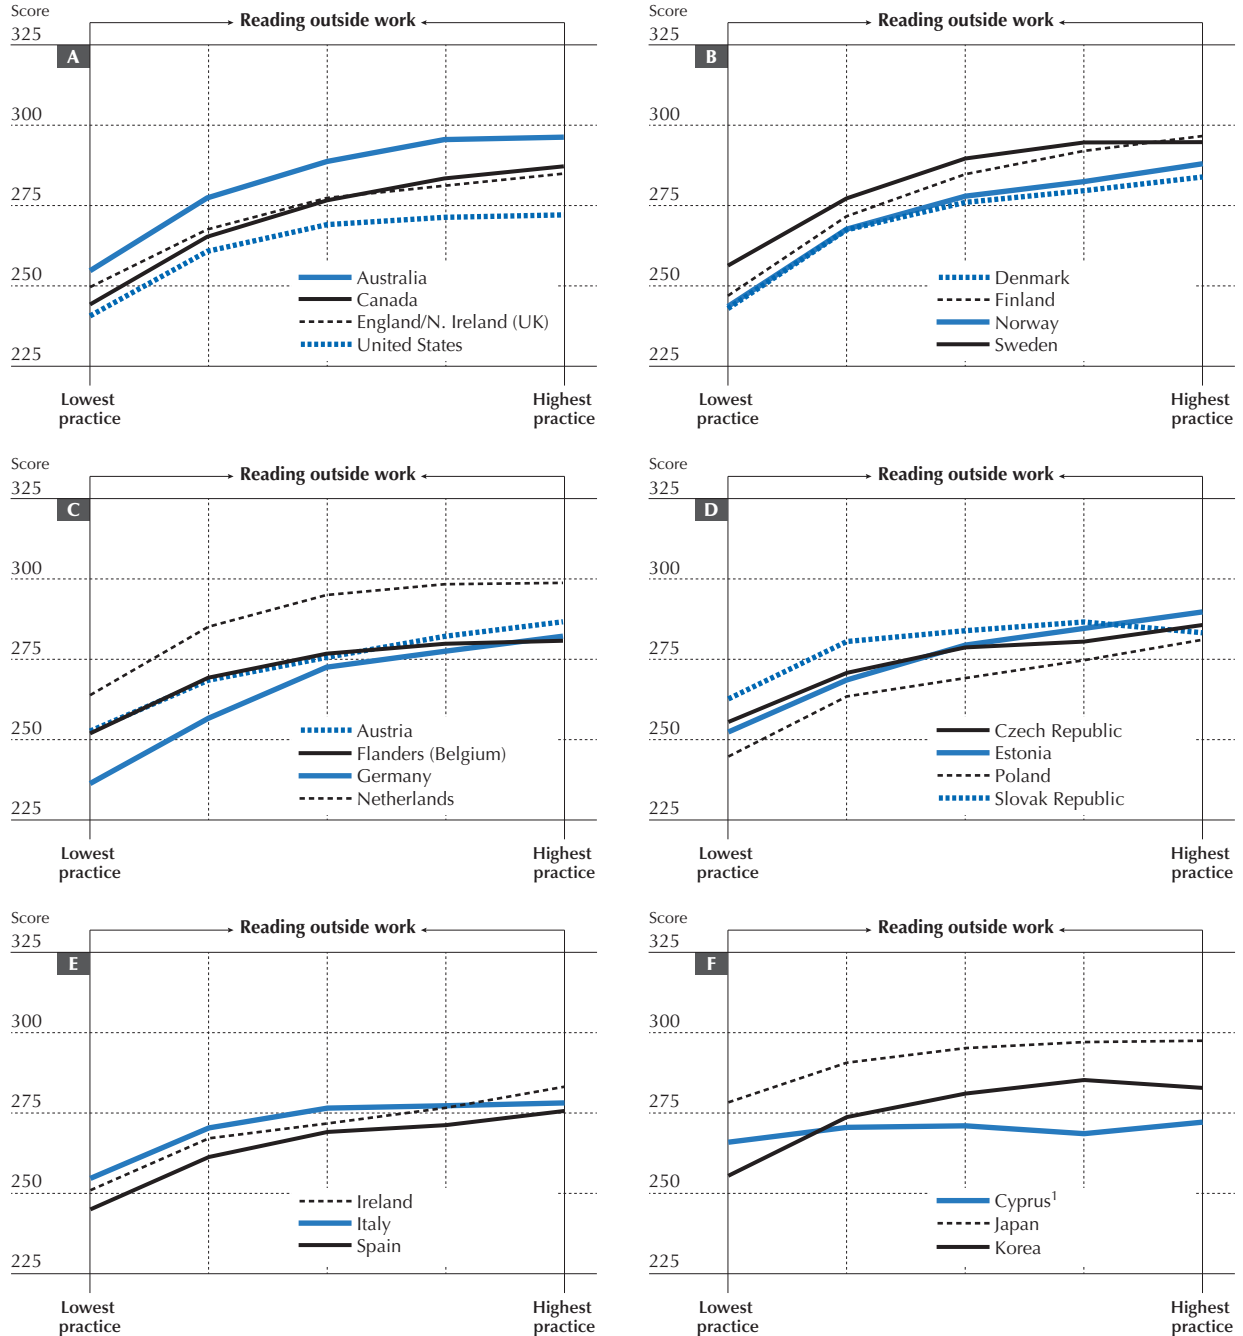 Score
Reading outside work
325
A
300
275
250
225
Australia
Canada
England/N. Ireland (UK)
United States
Lowest practice
Highest practice
Score
Reading outside work
325
B
300
275
250
225
Denmark
Finland
Norway
Sweden
Lowest practice
Highest practice
Score
Reading outside work
325
C
300
275
250
225
Austria
Flanders (Belgium)
Germany
Netherlands
Lowest practice
Highest practice
Score
Reading outside work
325
D
300
275
250
225
Czech Republic
Estonia
Poland
Slovak Republic
Lowest practice
Highest practice
Score
Reading outside work
325
E
300
275
250
225
Ireland
Italy
Spain
Lowest practice
Highest practice
Score
Reading outside work
325
F
300
275
250
225
Cyprus¹
Japan
Korea
Lowest practice
Highest practice